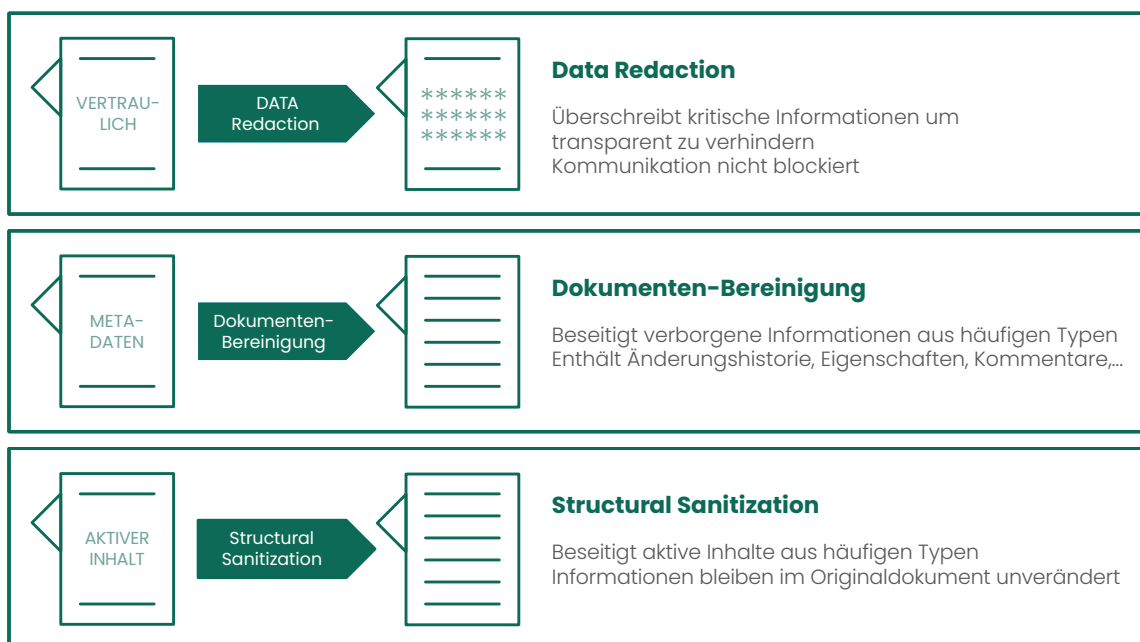 VERTRAU-
LICH
DATA
Redaction
******
******
******
Data Redaction
Überschreibt kritische Informationen um
transparent zu verhindern
Kommunikation nicht blockiert
META-
DATEN
Dokumenten-
Bereinigung
Dokumenten-Bereinigung
Beseitigt verborgene Informationen aus häufigen Typen
Enthält Änderungshistorie, Eigenschaften, Kommentare,...
AKTIVER
INHALT
Structural
Sanitization
Structural Sanitization
Beseitigt aktive Inhalte aus häufigen Typen
Informationen bleiben im Originaldokument unverändert